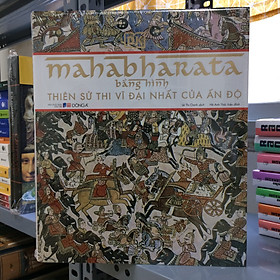 mahabharata
bằng hình
THIÊN SỬ THI VĨ ĐẠI NHẤT CỦA ẤN ĐỘ
ĐÔNG A